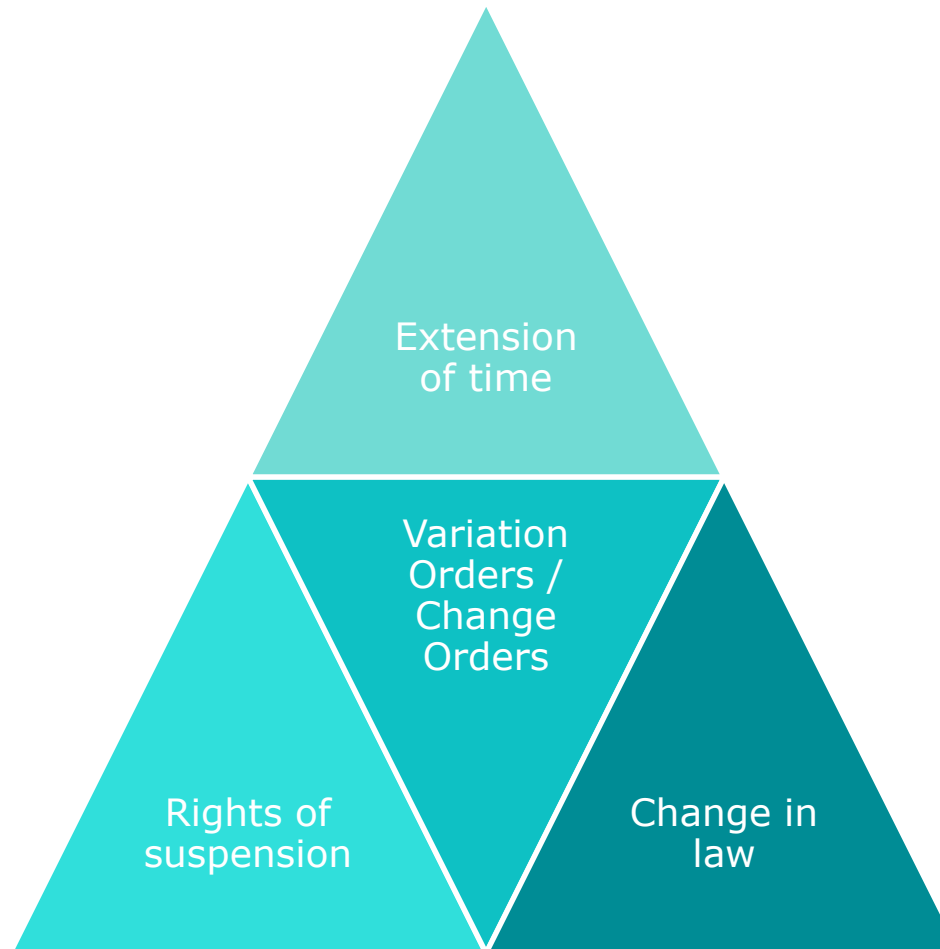 Extension
of time
Variation
Orders /
Change
Orders
Rights of
suspension
Change in
law